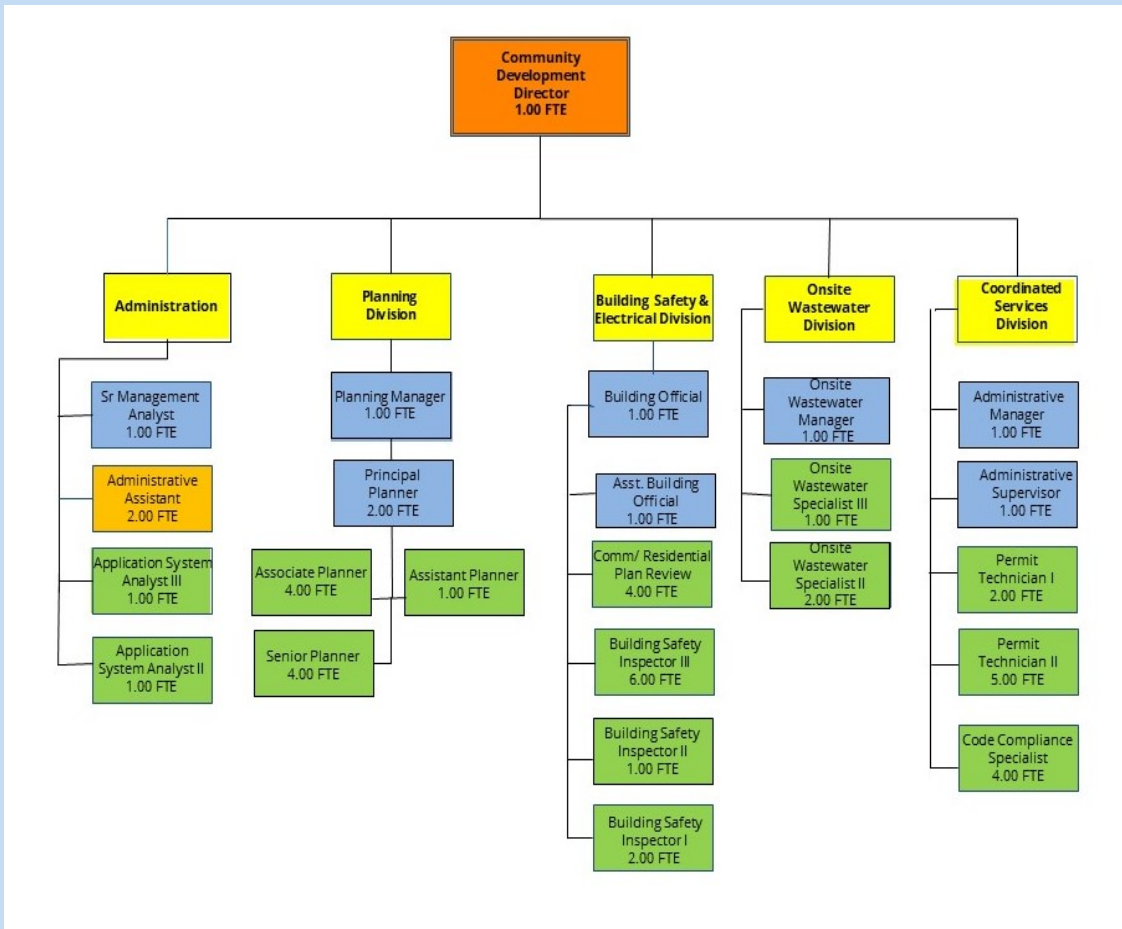 Community
Development
Director
1.00 FTE
Administration
Sr Management
Analyst
1.00 FTE
Administrative
Assistant
2.00 FTE
Application System
Analyst III
1.00 FTE
Application
System Analyst II
1.00 FTE
Planning
Division
Planning Manager
1.00 FTE
Principal
Planner
2.00 FTE
Associate Planner
4.00 FTE
Assistant Planner
1.00 FTE
Senior Planner
4.00 FTE
Building Safety &
Electrical Division
Building Official
1.00 FTE
Asst. Building
Official
1.00 FTE
Comm/ Residential
Plan Review
4.00 FTE
Building Safety
Inspector III
6.00 FTE
Building Safety
Inspector II
1.00 FTE
Building Safety
Inspector I
2.00 FTE
Onsite
Wastewater
Division
Onsite
Wastewater
Manager
1.00 FTE
Onsite
Wastewater
Specialist III
1.00 FTE
Onsite
Wastewater
Specialist II
2.00 FTE
Coordinated
Services
Division
Administrative
Manager
1.00 FTE
Administrative
Supervisor
1.00 FTE
Permit
Technician I
2.00 FTE
Permit
Technician II
5.00 FTE
Code Compliance
Specialist
4.00 FTE